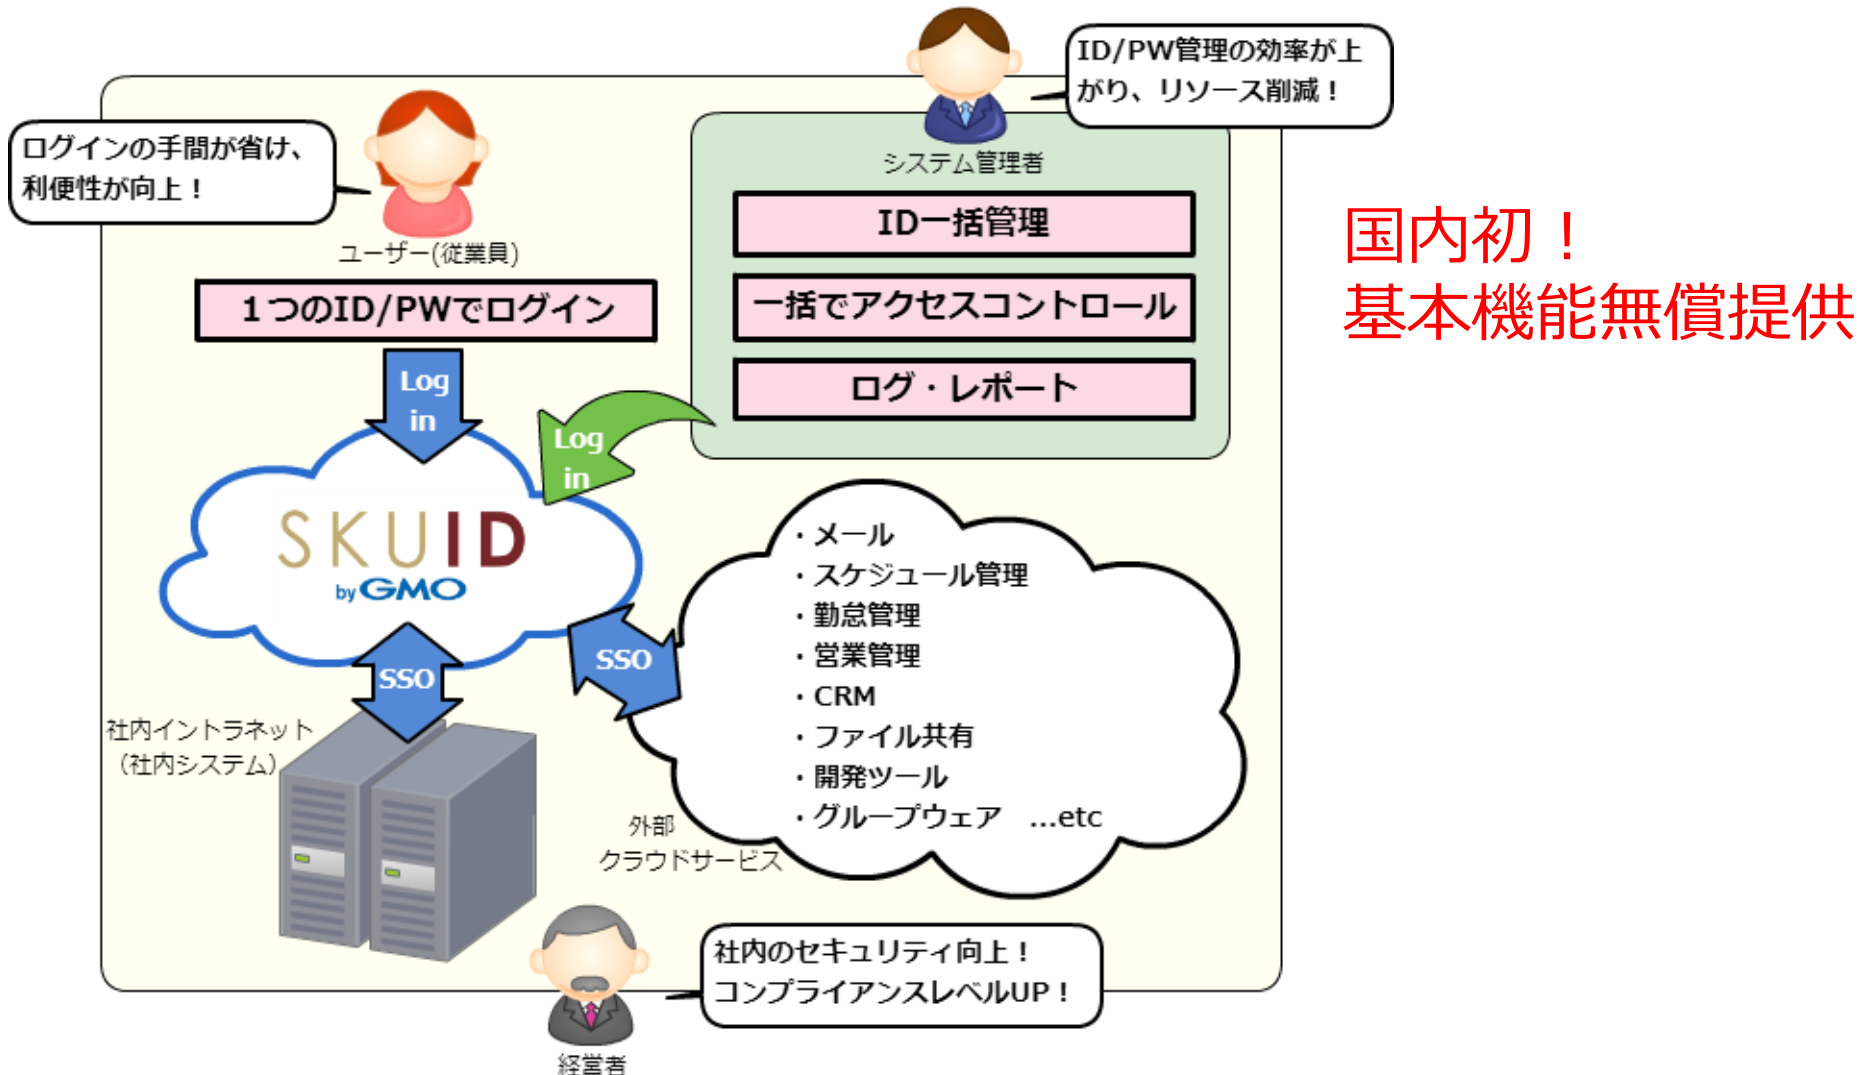 ID/PW管理の効率が上
がり、リソース削減！
ログインの手間が省け、
利便性が向上！
ユーザー(従業員)
１つのID/PWでログイン
システム管理者
ID一括管理
一括でアクセスコントロール
ログ・レポート
国内初！
基本機能無償提供
Log
in
Log
in
SKUID
by GMO
SSO
SSO
・メール
・スケジュール管理
・勤怠管理
・営業管理
・CRM
・ファイル共有
・開発ツール
・グループウェア　...etc
社内イントラネット
（社内システム）
外部
クラウドサービス
社内のセキュリティ向上！
コンプライアンスレベルUP！
経営者